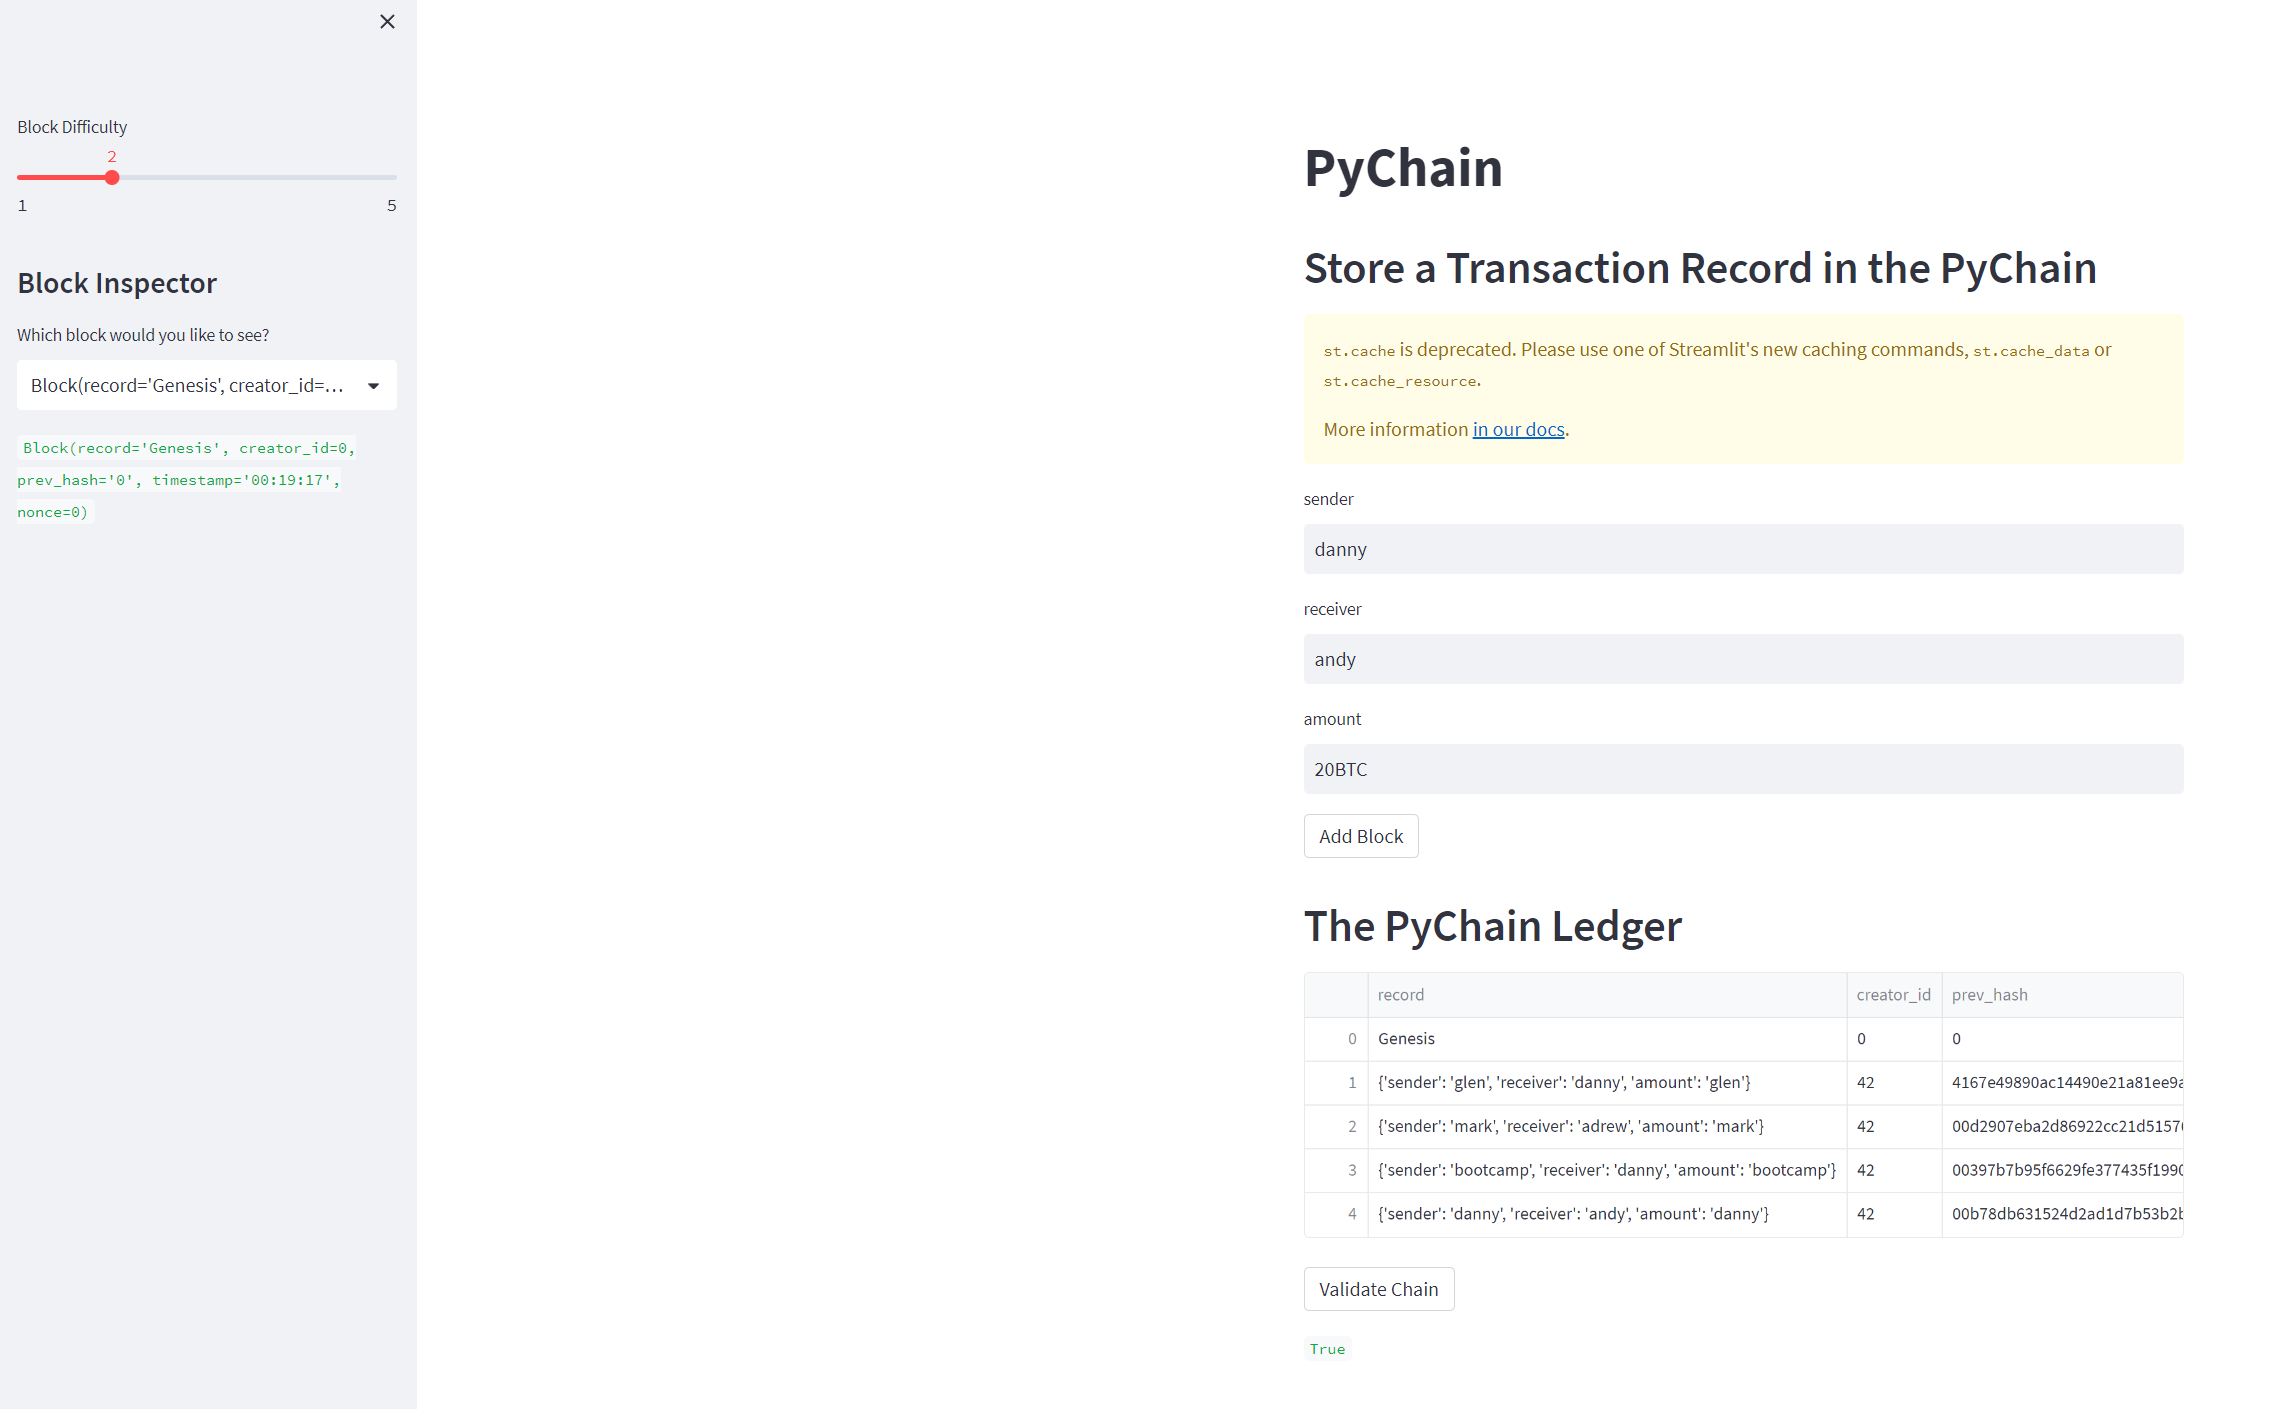 Block Difficulty
2
1 5
Block Inspector
Which block would you like to see?
Block(record='Genesis', creator_id=...
Block(record='Genesis', creator_id=0,
prev_hash='0', timestamp='00:19:17',
nonce=0)
PyChain
Store a Transaction Record in the PyChain
st.cache is deprecated. Please use one of Streamlit's new caching commands, st.cache_data or
st.cache_resource.
More information in our docs.
sender
danny
receiver
andy
amount
20BTC
Add Block
The PyChain Ledger
record creator_id prev_hash
0 Genesis 0 0
1 {'sender': 'glen', 'receiver': 'danny', 'amount': 'glen'} 42 4167e49890ac14490e21a81ee9a
2 {'sender': 'mark', 'receiver': 'adrew', 'amount': 'mark'} 42 00d2907eba2d86922cc21d5157
3 {'sender': 'bootcamp', 'receiver': 'danny', 'amount': 'bootcamp'} 42 00397b7b95f6629fe377435f199
4 {'sender': 'danny', 'receiver': 'andy', 'amount': 'danny'} 42 00b78db631524d2ad1d7b53b2
Validate Chain
True